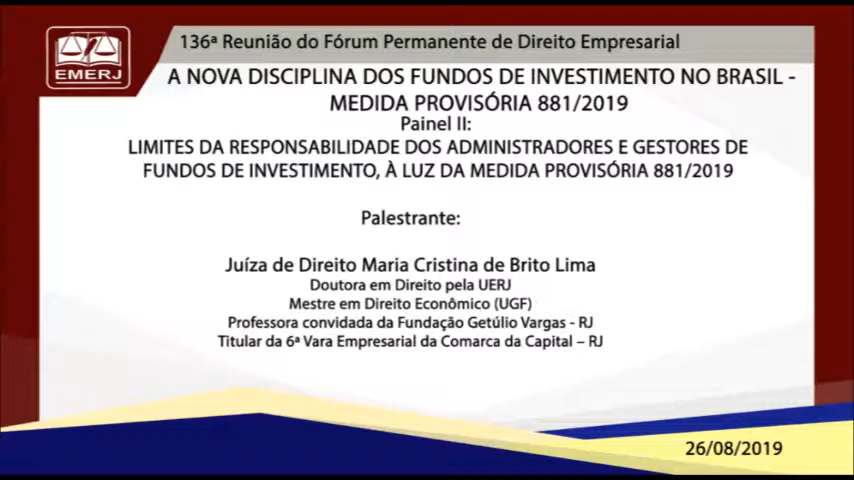 EMERJ
136ª Reunião do Fórum Permanente de Direito Empresarial
A NOVA DISCIPLINA DOS FUNDOS DE INVESTIMENTO NO BRASIL -
MEDIDA PROVISÓRIA 881/2019
Painel II:
LIMITES DA RESPONSABILIDADE DOS ADMINISTRADORES E GESTORES DE
FUNDOS DE INVESTIMENTO, À LUZ DA MEDIDA PROVISÓRIA 881/2019
Palestrante:
Juíza de Direito Maria Cristina de Brito Lima
Doutora em Direito pela UERJ
Mestre em Direito Econômico (UGF)
Professora convidada da Fundação Getúlio Vargas - RJ
Titular da 6ª Vara Empresarial da Comarca da Capital – RJ
26/08/2019